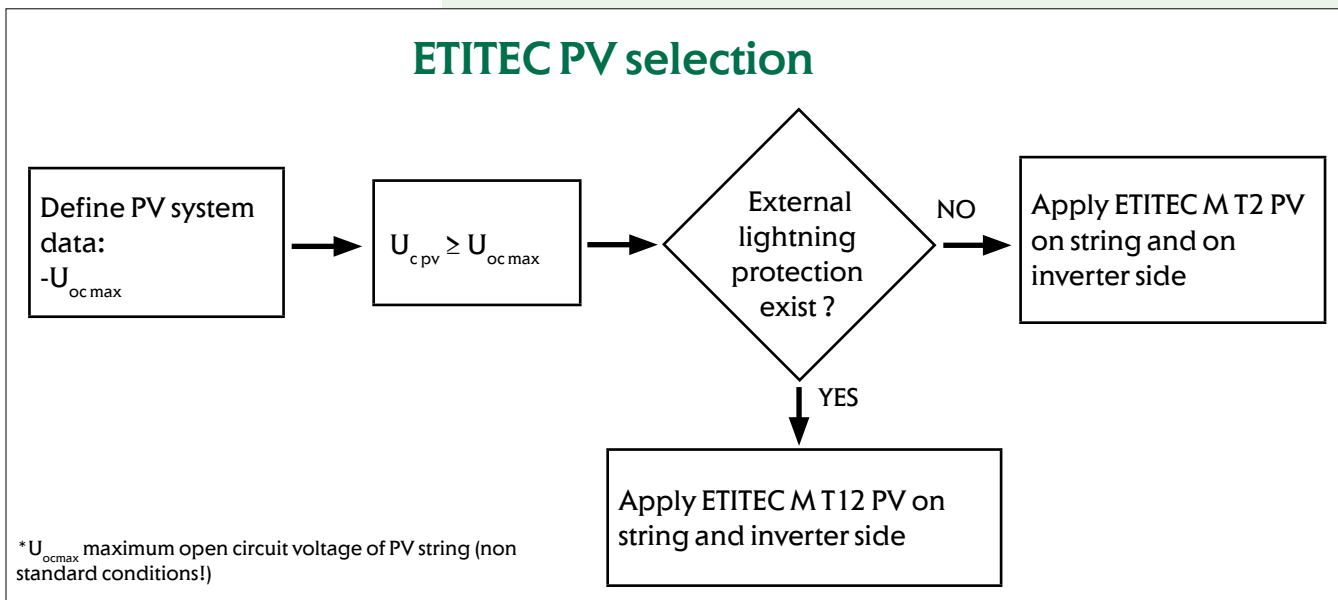 ETITEC PV selection
Define PV system
data:
-U oc max
U c pv ≥ U oc max
External
lightning
protection
exist ?
NO
Apply ETITEC M T2 PV
on string and on
inverter side
YES
Apply ETITEC M T12 PV on
string and inverter side
*U ocmax maximum open circuit voltage of PV string (non
standard conditions!)